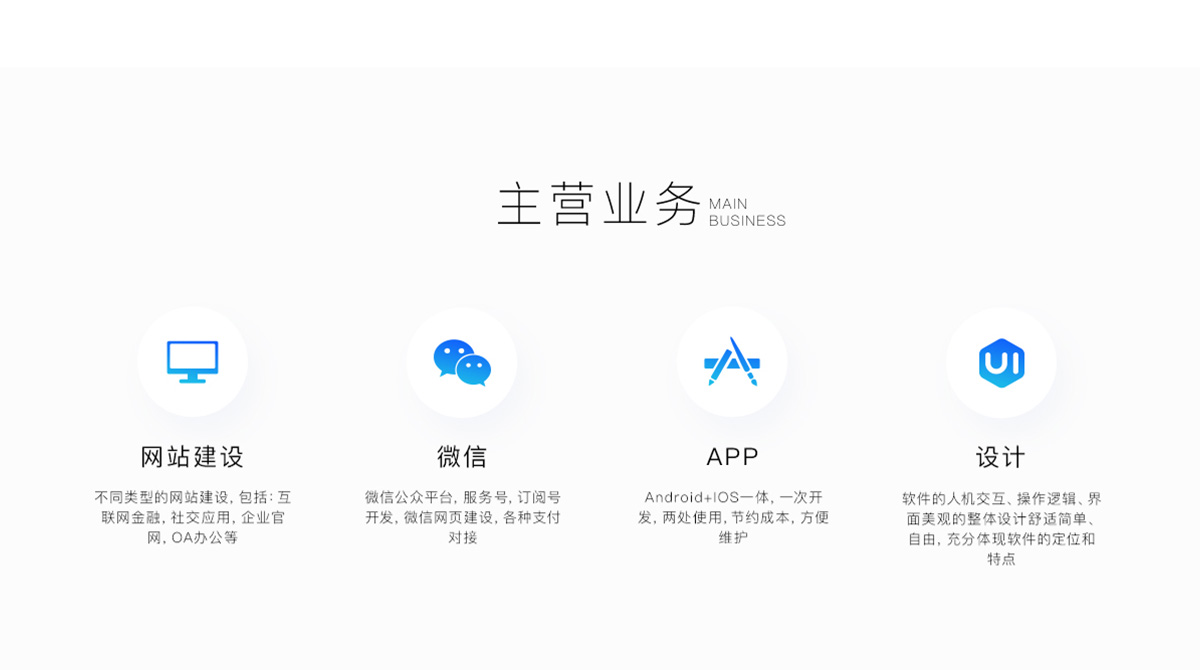 主营业务
MAIN
BUSINESS
UI
网站建设
不同类型的网站建设, 包括: 互
联网金融, 社交应用, 企业官
网, OA办公等
微信
微信公众平台, 服务号, 订阅号
开发, 微信网页建设, 各种支付
对接
APP
Android+IOS一体, 一次开
发, 两处使用, 节约成本, 方便
维护
设计
软件的人机交互、操作逻辑、界
面美观的整体设计舒适简单、
自由, 充分体现软件的定位和
特点